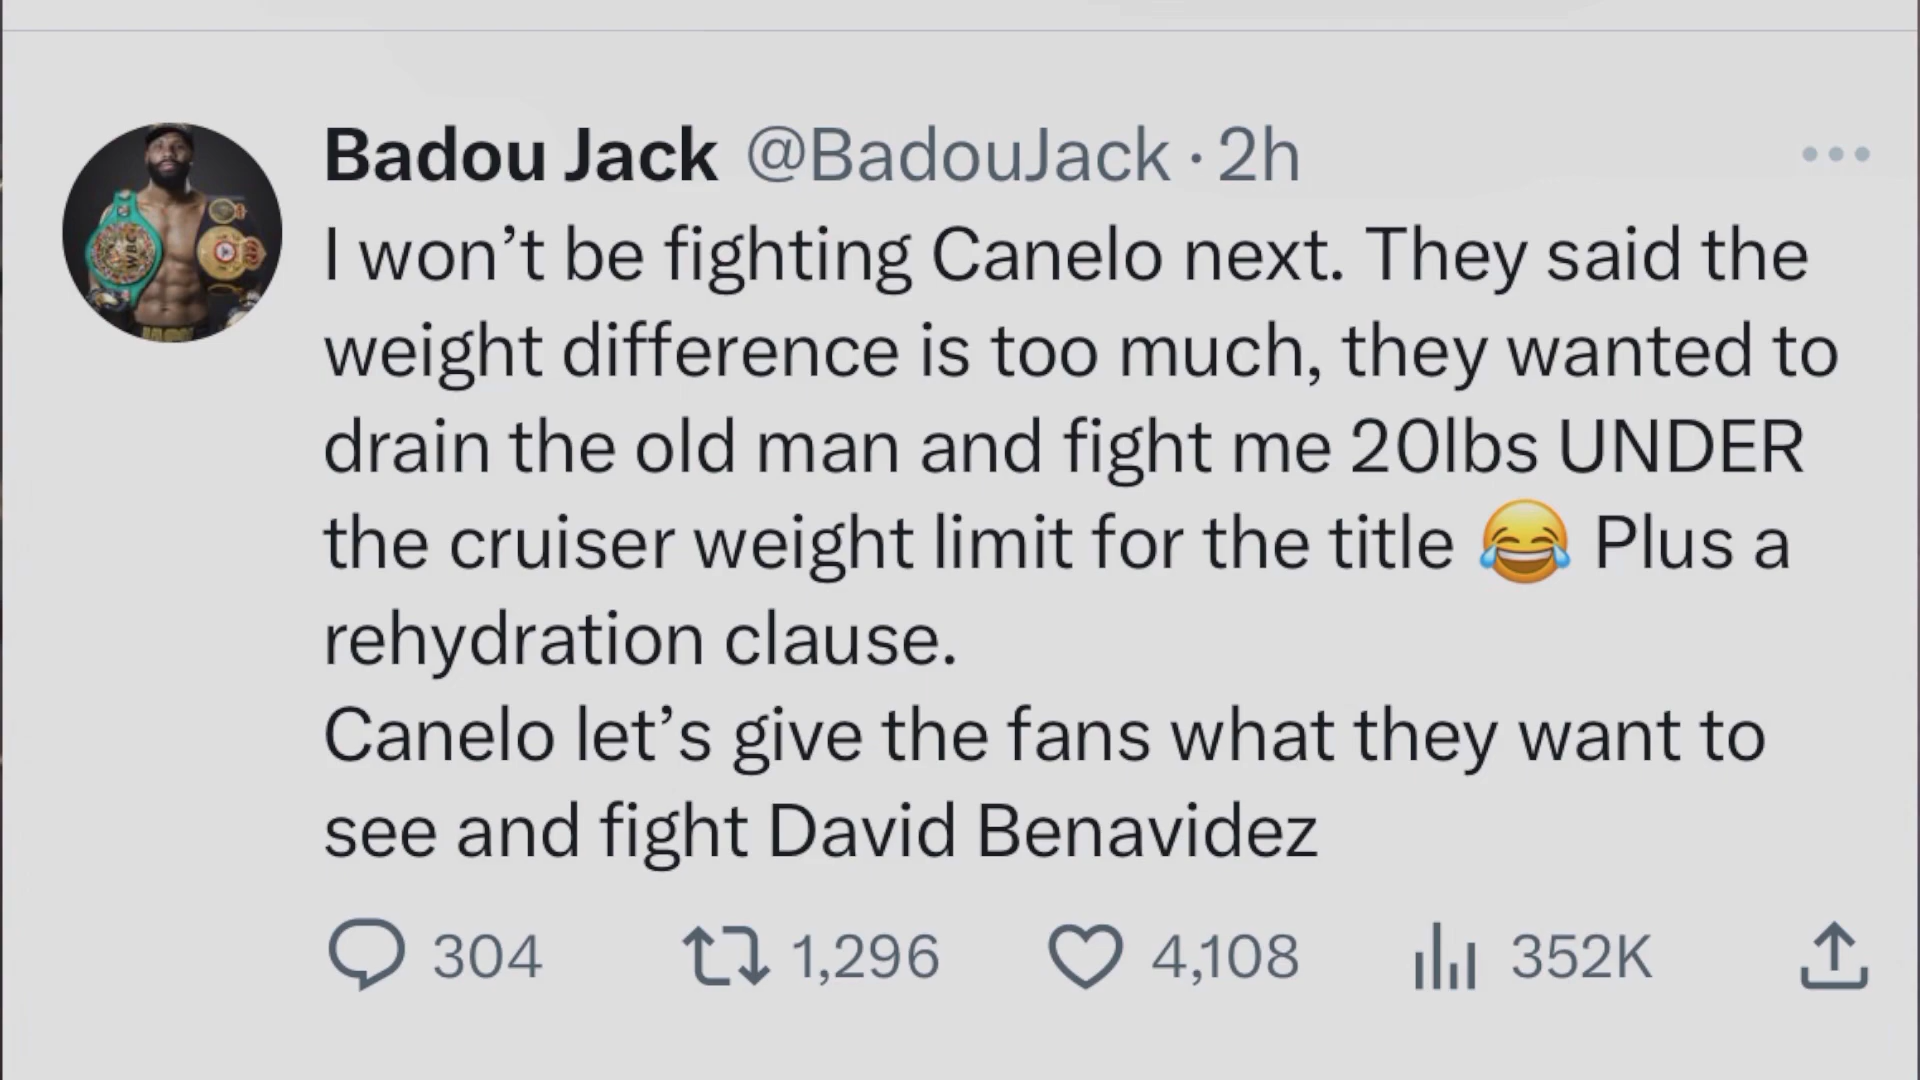 Badou Jack @BadouJack · 2h
I won’t be fighting Canelo next. They said the
weight difference is too much, they wanted to
drain the old man and fight me 20lbs UNDER
the cruiser weight limit for the title 😂 Plus a
rehydration clause.
Canelo let’s give the fans what they want to
see and fight David Benavidez
304 1,296 4,108 352K